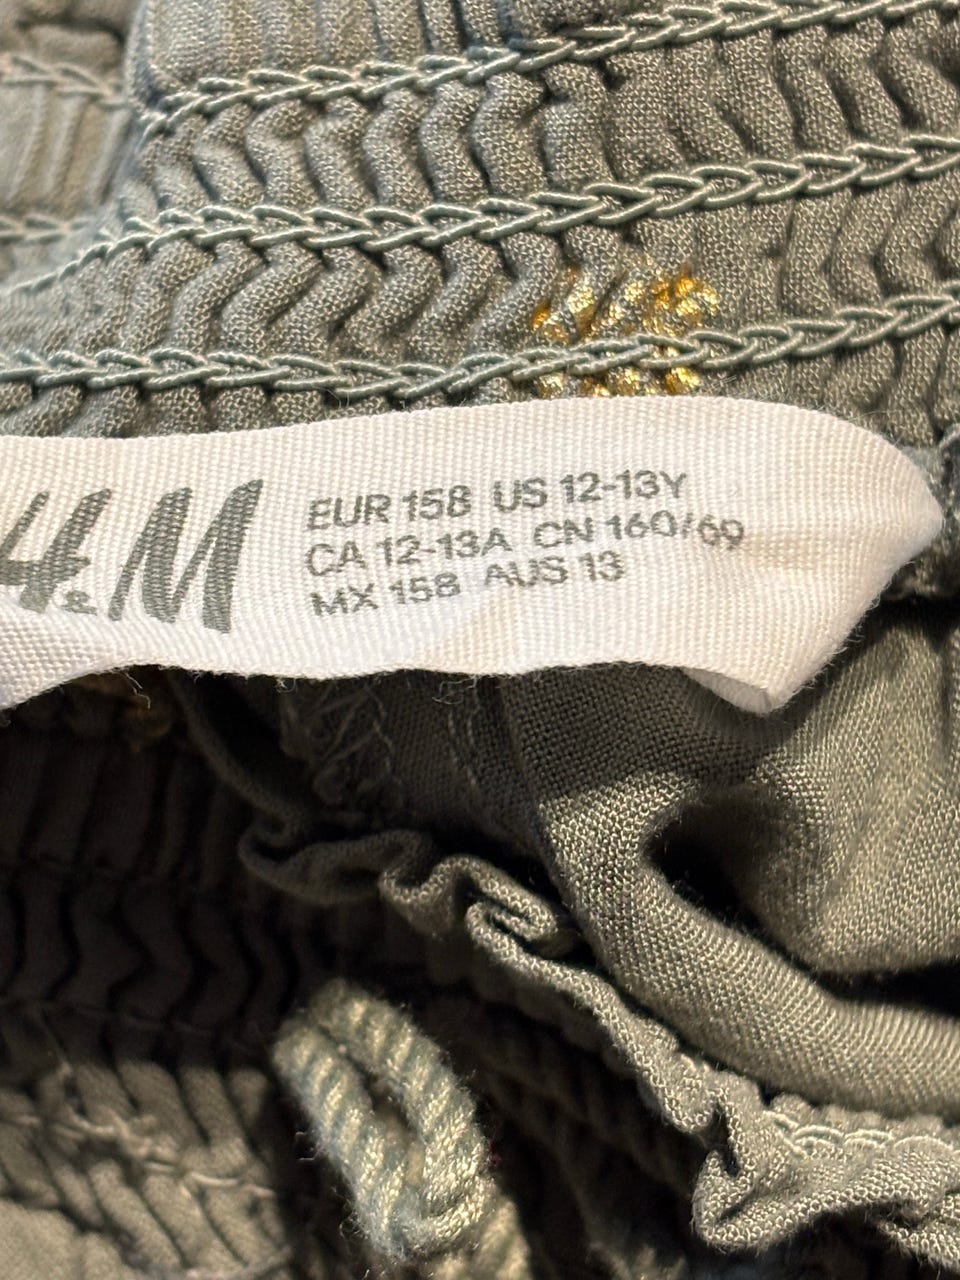 H&M
EUR 158 US 12-13Y
CA 12-13A CN 160/69
MX 158 AUS 13